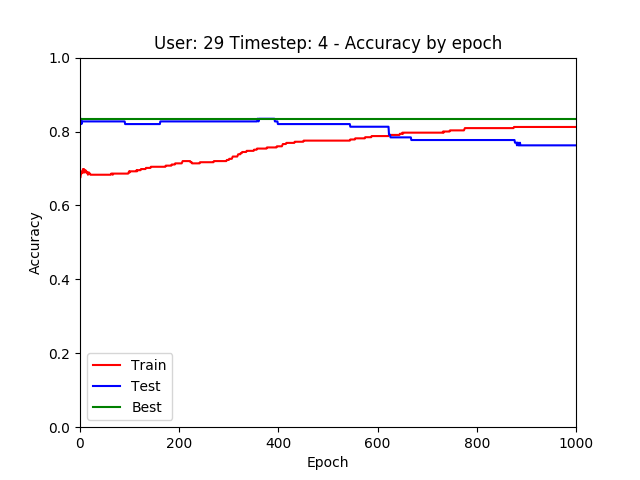 User: 29 Timestep: 4 - Accuracy by epoch
1.0
0.8
0.6
0.4
0.2
0.0
Accuracy
Train
Test
Best
0 200 400 600 800 1000
Epoch